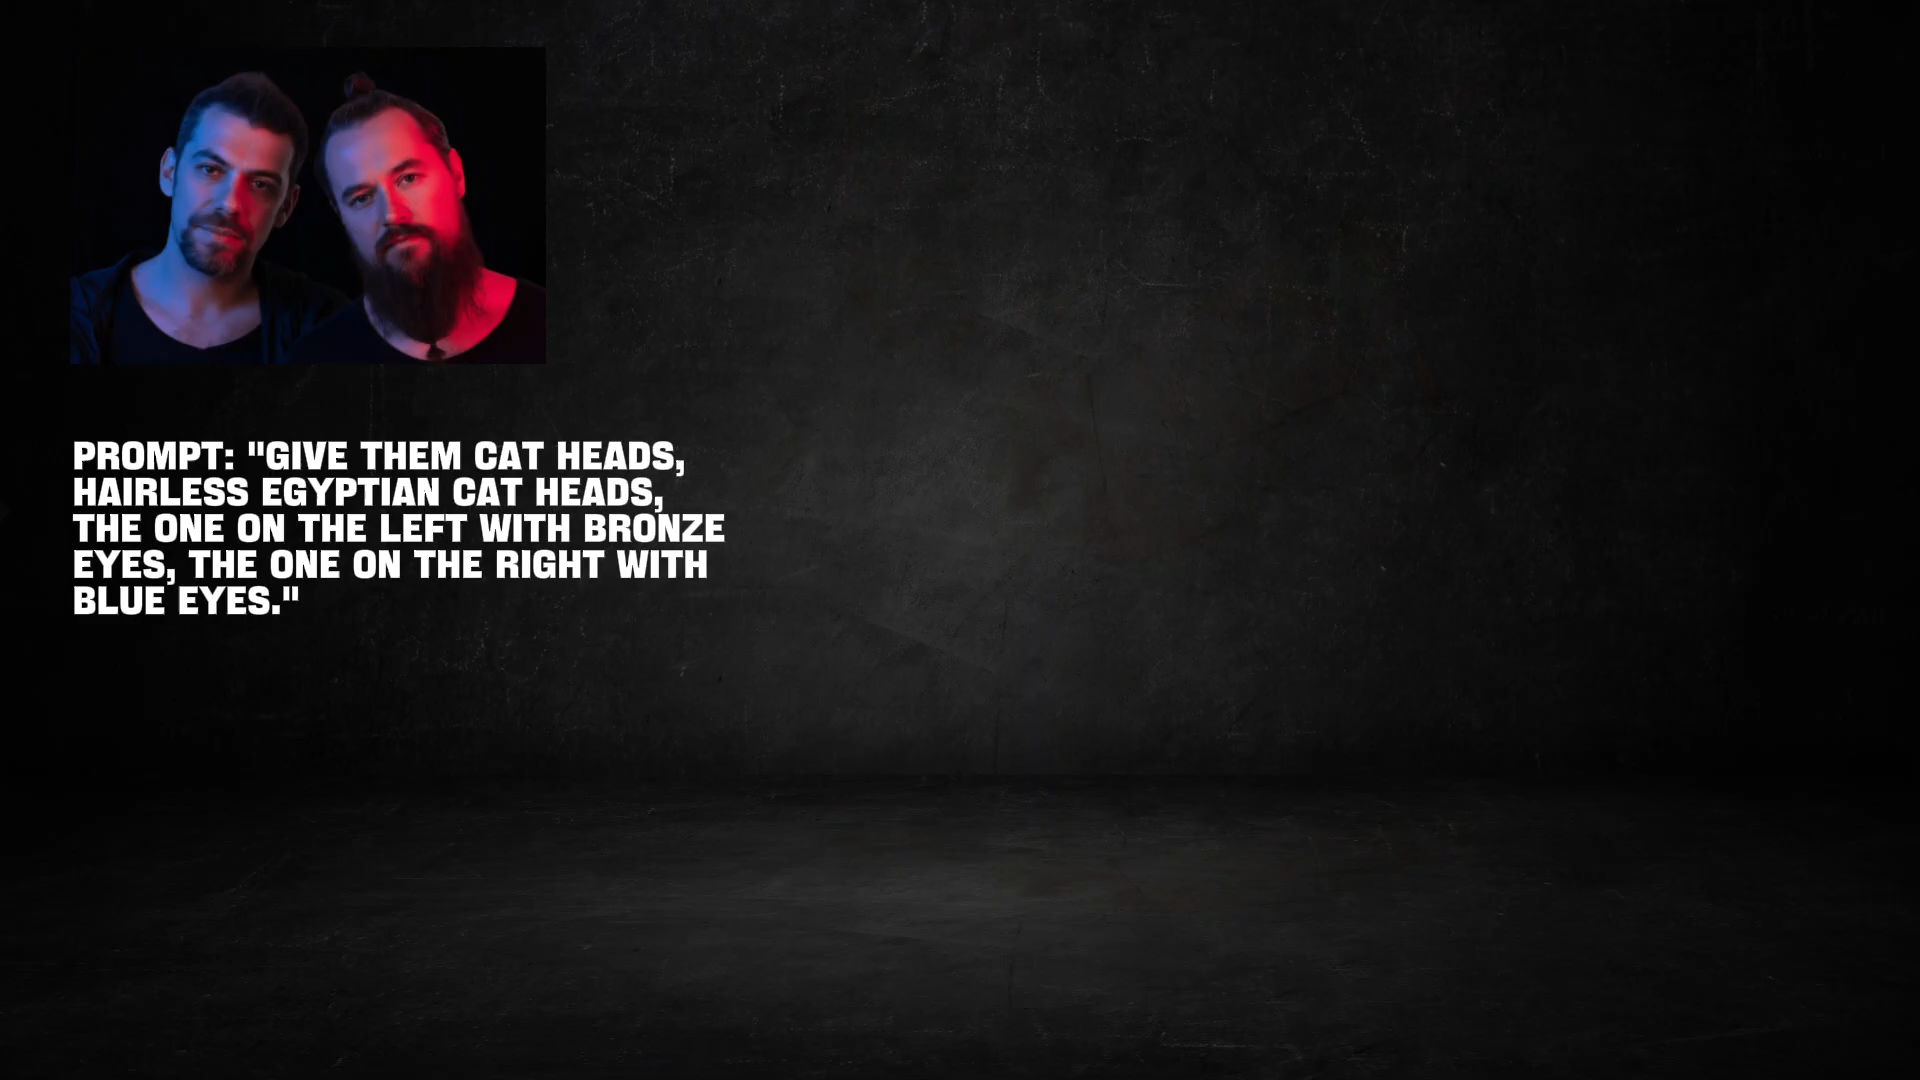 PROMPT: "GIVE THEM CAT HEADS,
HAIRLESS EGYPTIAN CAT HEADS,
THE ONE ON THE LEFT WITH BRONZE
EYES, THE ONE ON THE RIGHT WITH
BLUE EYES."